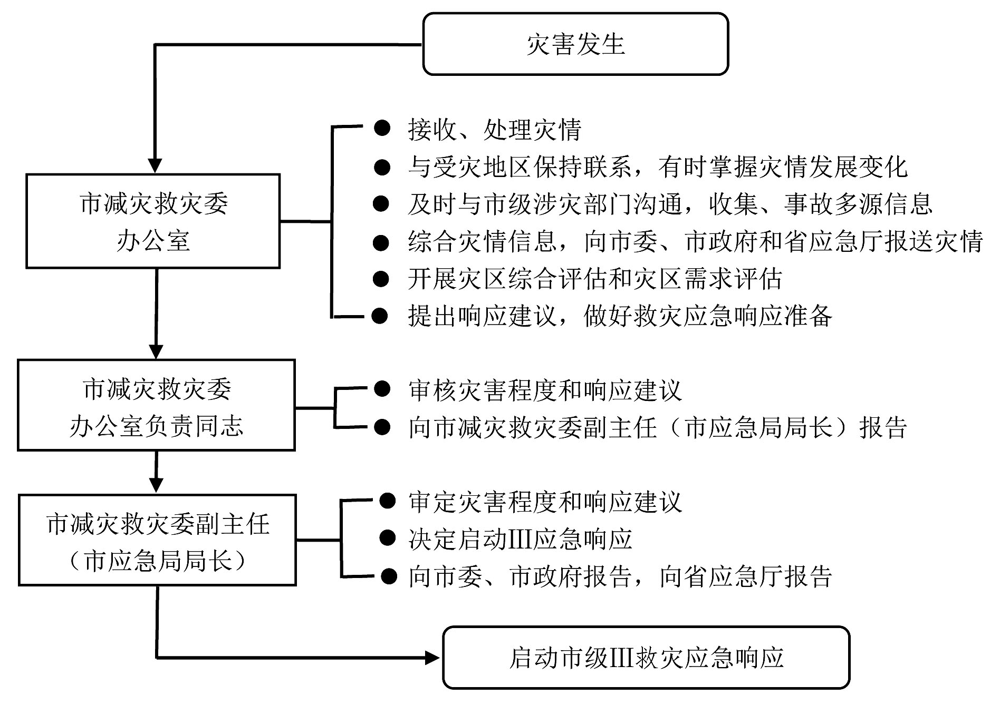 灾害发生
接收、处理灾情
与受灾地区保持联系，有时掌握灾情发展变化
及时与市级涉灾部门沟通，收集、事故多源信息
综合灾情信息，向市委、市政府和省应急厅报送灾情
开展灾区综合评估和灾区需求评估
提出响应建议，做好救灾应急响应准备
市减灾救灾委
办公室
市减灾救灾委
办公室负责同志
审核灾害程度和响应建议
向市减灾救灾委副主任（市应急局局长）报告
市减灾救灾委副主任
（市应急局局长）
审定灾害程度和响应建议
决定启动III应急响应
向市委、市政府报告，向省应急厅报告
启动市级III救灾应急响应